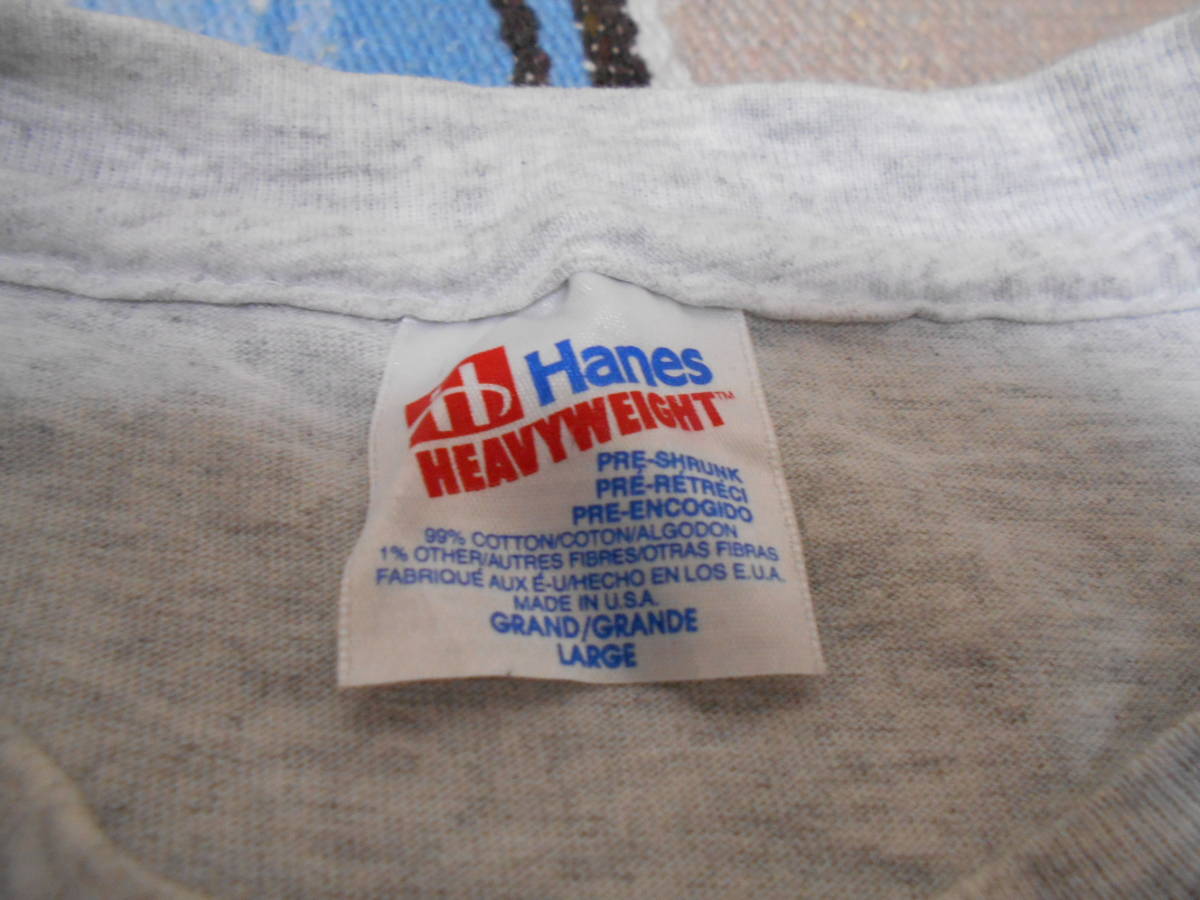 Hanes
HEAVYWEIGHT™
PRE-SHRUNK
PRÉ-RÉTRÉCI
PRE-ENCOGIDO
99% COTTON/COTON/ALGODON
1% OTHER/AUTRES FIBRES/OTRAS FIBRAS
FABRIQUÉ AUX É-U/HECHO EN LOS E.U.A.
MADE IN U.S.A.
GRAND/GRANDE
LARGE